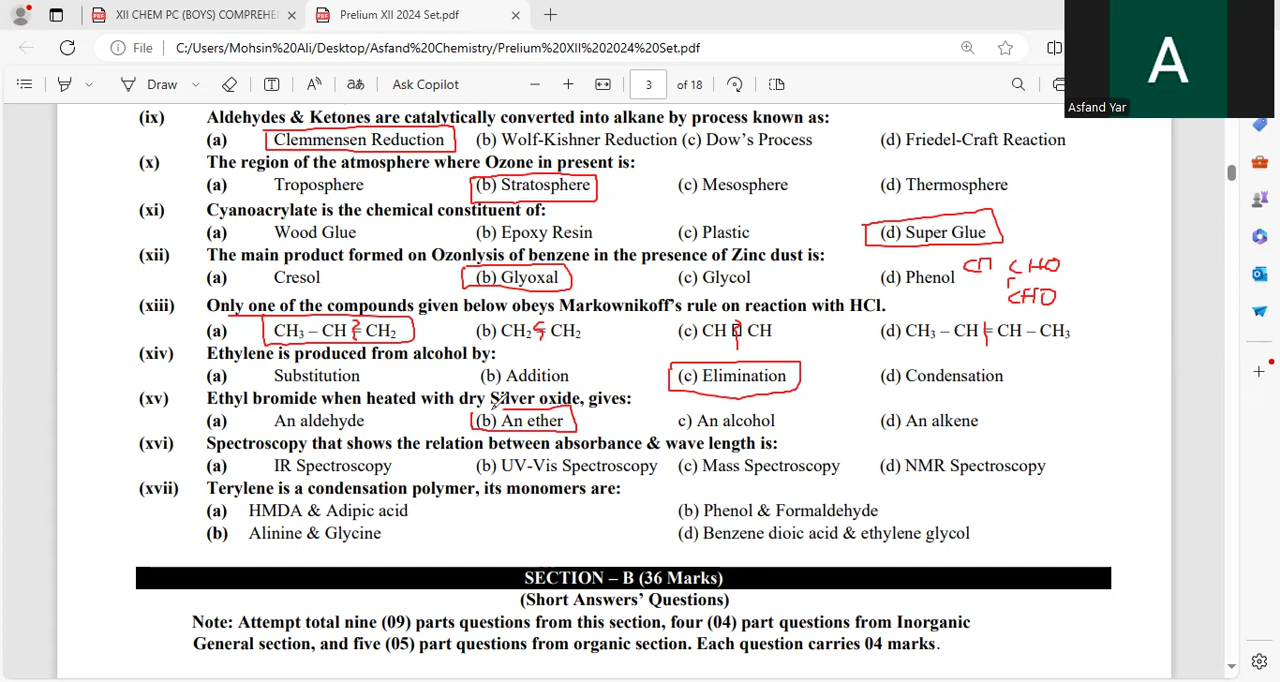 XII CHEM PC (BOYS) COMPREHE
Prelium XII 2024 Set.pdf
File C:/Users/Mohsin%20Ali/Desktop/Asfand%20Chemistry/Prelium%20XII%202024%20Set.pdf
A
Asfand Yar
Draw
aあ
Ask Copilot
3 of 18
(ix) Aldehydes & Ketones are catalytically converted into alkane by process known as:
(a) Clemmensen Reduction (b) Wolf-Kishner Reduction (c) Dow's Process (d) Friedel-Craft Reaction
(x) The region of the atmosphere where Ozone in present is:
(a) Troposphere (b) Stratosphere (c) Mesosphere (d) Thermosphere
(xi) Cyanoacrylate is the chemical constituent of:
(a) Wood Glue (b) Epoxy Resin (c) Plastic (d) Super Glue
(xii) The main product formed on Ozonolysis of benzene in the presence of Zinc dust is:
(a) Cresol (b) Glyoxal (c) Glycol (d) Phenol
CHO
CHO
(xiii) Only one of the compounds given below obeys Markownikoff's rule on reaction with HCl.
(a) CH₃ – CH = CH₂ (b) CH₂ = CH₂ (c) CH CH (d) CH₃ – CH = CH – CH₃
(xiv) Ethylene is produced from alcohol by:
(a) Substitution (b) Addition (c) Elimination (d) Condensation
(xv) Ethyl bromide when heated with dry Silver oxide, gives:
(a) An aldehyde (b) An ether c) An alcohol (d) An alkene
(xvi) Spectroscopy that shows the relation between absorbance & wave length is:
(a) IR Spectroscopy (b) UV-Vis Spectroscopy (c) Mass Spectroscopy (d) NMR Spectroscopy
(xvii) Terylene is a condensation polymer, its monomers are:
(a) HMDA & Adipic acid (b) Phenol & Formaldehyde
(b) Alinine & Glycine (d) Benzene dioic acid & ethylene glycol
SECTION – B (36 Marks)
(Short Answers' Questions)
Note: Attempt total nine (09) parts questions from this section, four (04) part questions from Inorganic
General section, and five (05) part questions from organic section. Each question carries 04 marks.